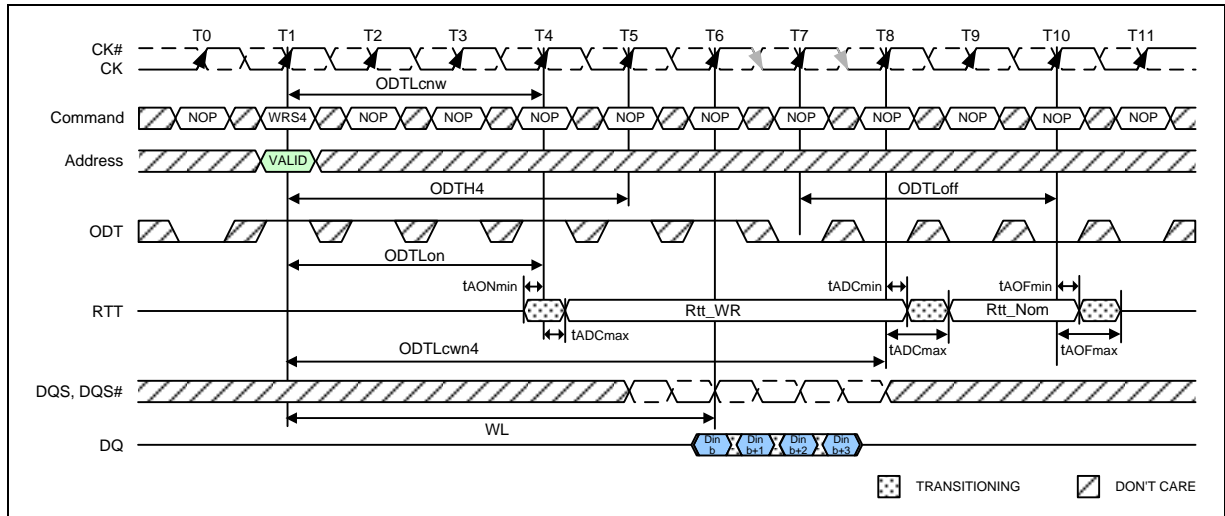 T0 T1 T2 T3 T4 T5 T6 T7 T8 T9 T10 T11
CK#
CK
ODTLcnw
Command NOP WRS4 NOP NOP NOP NOP NOP NOP NOP NOP NOP NOP
Address VALID
ODTH4 ODTLoff
ODT
ODTLon
tAONmin tADCmin tAOFmin
RTT Rtt_WR Rtt_Nom
tADCmax tADCmax tAOFmax
ODTLcwn4
DQS, DQS#
WL
DQ Din b Din b+1 Din b+2 Din b+3
TRANSITIONING DON'T CARE